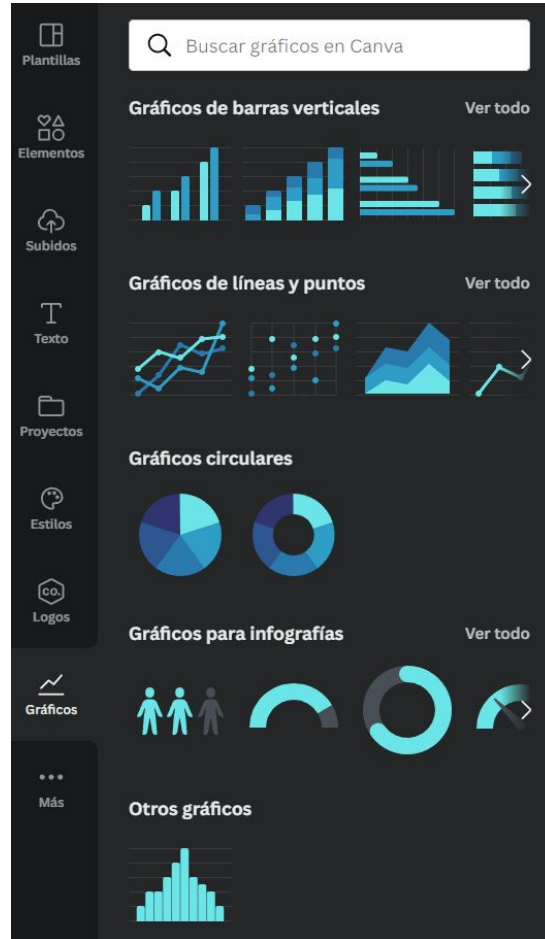 Plantillas
Elementos
Subidos
Texto
Proyectos
Estilos
CO.
Logos
Gráficos
Más
Buscar gráficos en Canva
Gráficos de barras verticales Ver todo
Gráficos de líneas y puntos Ver todo
Gráficos circulares
Gráficos para infografías Ver todo
Otros gráficos